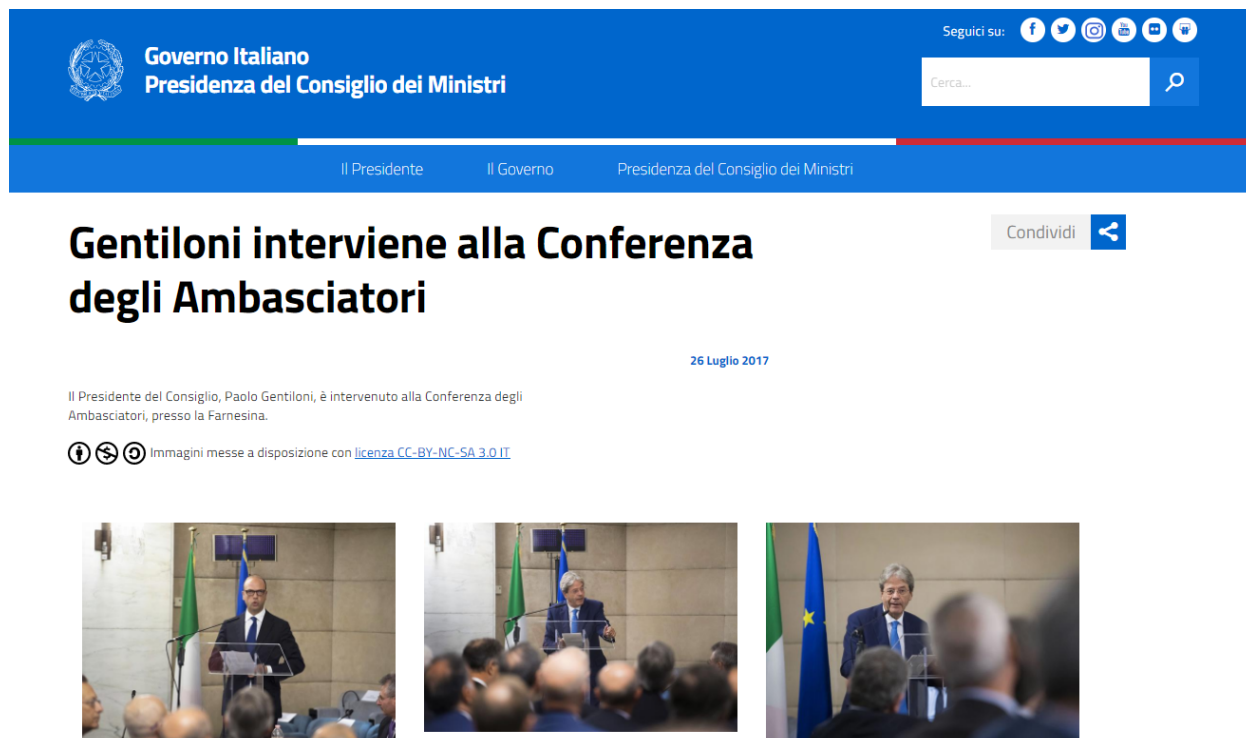 Seguici su:
Governo Italiano
Presidenza del Consiglio dei Ministri
Cerca...
Il Presidente Il Governo Presidenza del Consiglio dei Ministri
Gentiloni interviene alla Conferenza
degli Ambasciatori
Condividi
26 Luglio 2017
Il Presidente del Consiglio, Paolo Gentiloni, è intervenuto alla Conferenza degli
Ambasciatori, presso la Farnesina.
Immagini messe a disposizione con licenza CC-BY-NC-SA 3.0 IT